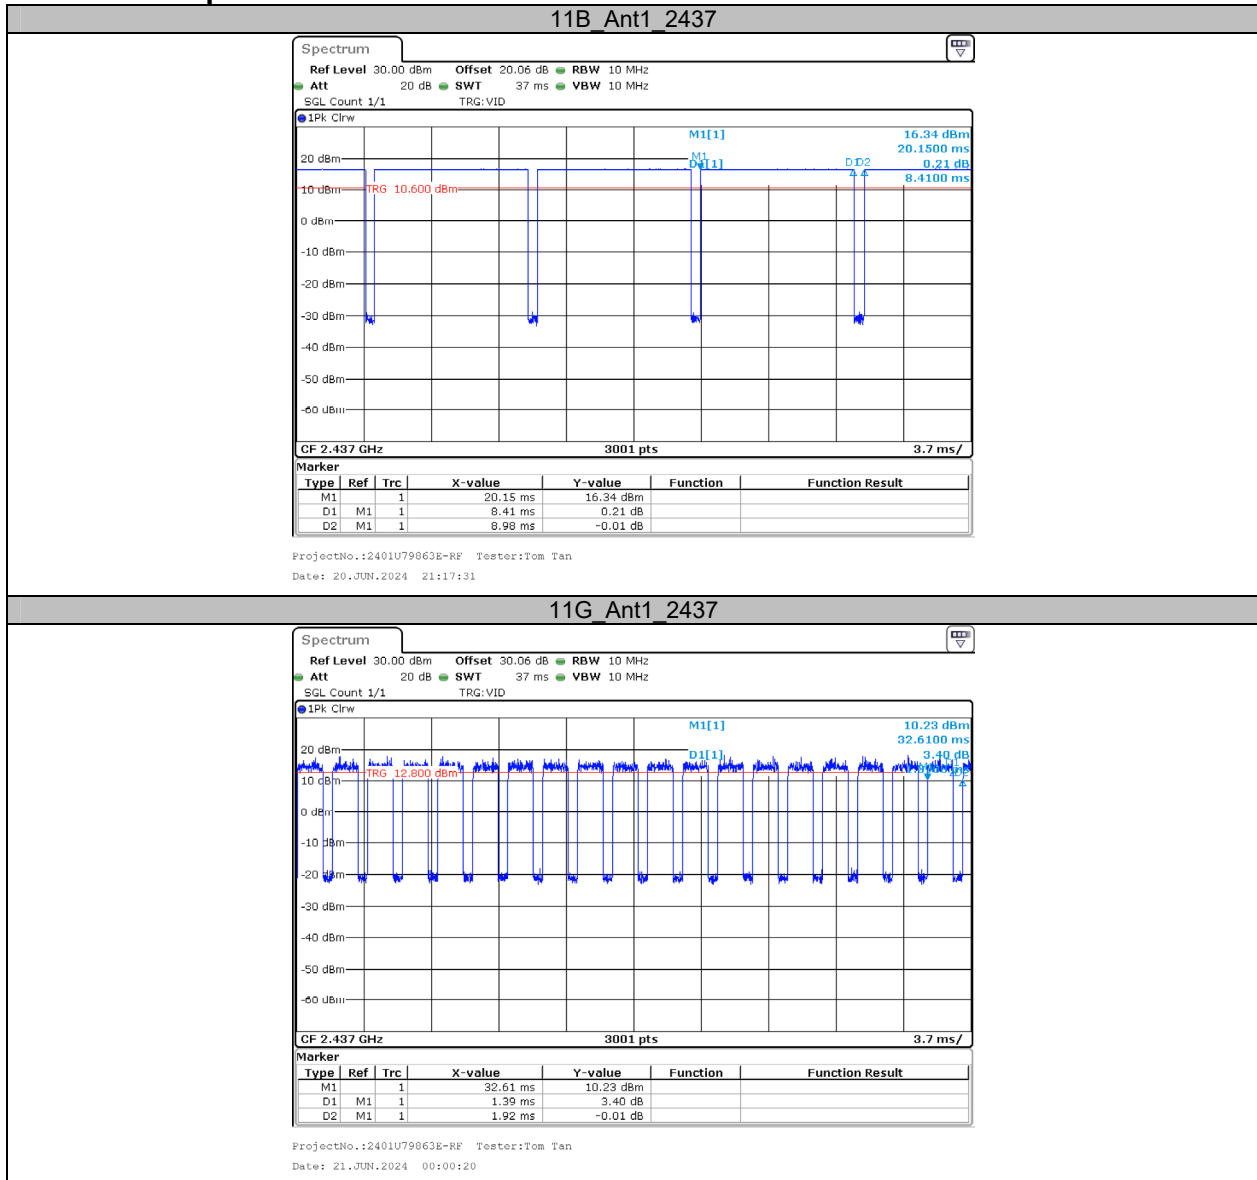 11B_Ant1_2437
Spectrum
Ref Level 30.00 dBm Offset 20.06 dB RBW 10 MHz
Att 20 dB SWT 37 ms VBW 10 MHz
SGL Count 1/1 TRG:VID
1Pk Clrw
M1[1] 16.34 dBm
20.1500 ms
20 dBm M1 D1[1] D1 D2 0.21 dB
8.4100 ms
10 dBm TRG 10.600 dBm
0 dBm
-10 dBm
-20 dBm
-30 dBm
-40 dBm
-50 dBm
-60 dBm
CF 2.437 GHz 3001 pts 3.7 ms/
Marker
Type Ref Trc X-value Y-value Function Function Result
M1 1 20.15 ms 16.34 dBm
D1 M1 1 8.41 ms 0.21 dB
D2 M1 1 8.98 ms -0.01 dB
ProjectNo.:2401U79863E-RF Tester:Tom Tan
Date: 20.JUN.2024 21:17:31
11G_Ant1_2437
Spectrum
Ref Level 30.00 dBm Offset 30.06 dB RBW 10 MHz
Att 20 dB SWT 37 ms VBW 10 MHz
SGL Count 1/1 TRG:VID
1Pk Clrw
M1[1] 10.23 dBm
32.6100 ms
20 dBm D1[1] 3.40 dB
D1
TRG 12.800 dBm D2
10 dBm
0 dBm
-10 dBm
-20 dBm
-30 dBm
-40 dBm
-50 dBm
-60 dBm
CF 2.437 GHz 3001 pts 3.7 ms/
Marker
Type Ref Trc X-value Y-value Function Function Result
M1 1 32.61 ms 10.23 dBm
D1 M1 1 1.39 ms 3.40 dB
D2 M1 1 1.92 ms -0.01 dB
ProjectNo.:2401U79863E-RF Tester:Tom Tan
Date: 21.JUN.2024 00:00:20